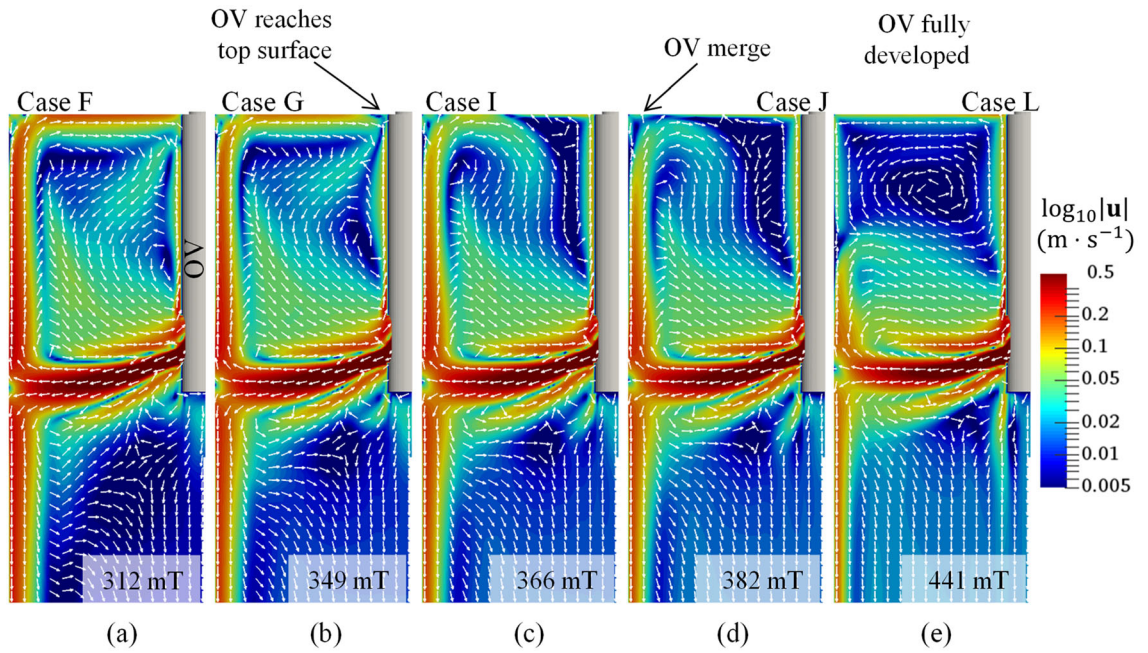 OV reaches
top surface
OV merge
OV fully
developed
Case F
Case G
Case I
Case J
Case L
OV
log₁₀|𝐮|
(m · s⁻¹)
0.5
0.2
0.1
0.05
0.02
0.01
0.005
312 mT
349 mT
366 mT
382 mT
441 mT
(a)
(b)
(c)
(d)
(e)